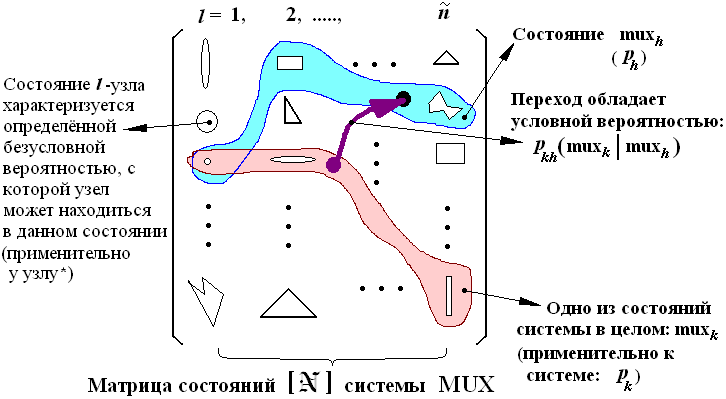 l = 1, 2, ....., ñ
Состояние mux_h
( p_h )
Состояние l-узла
характеризуется
определённой
безусловной
вероятностью, с
которой узел
может находиться
в данном состоянии
(применительно
у узлу*)
Переход обладает
условной вероятностью:
p_kh(mux_k | mux_h)
Одно из состояний
системы в целом: mux_k
(применительно к
системе: p_k )
Матрица состояний [ℵ̃] системы MUX